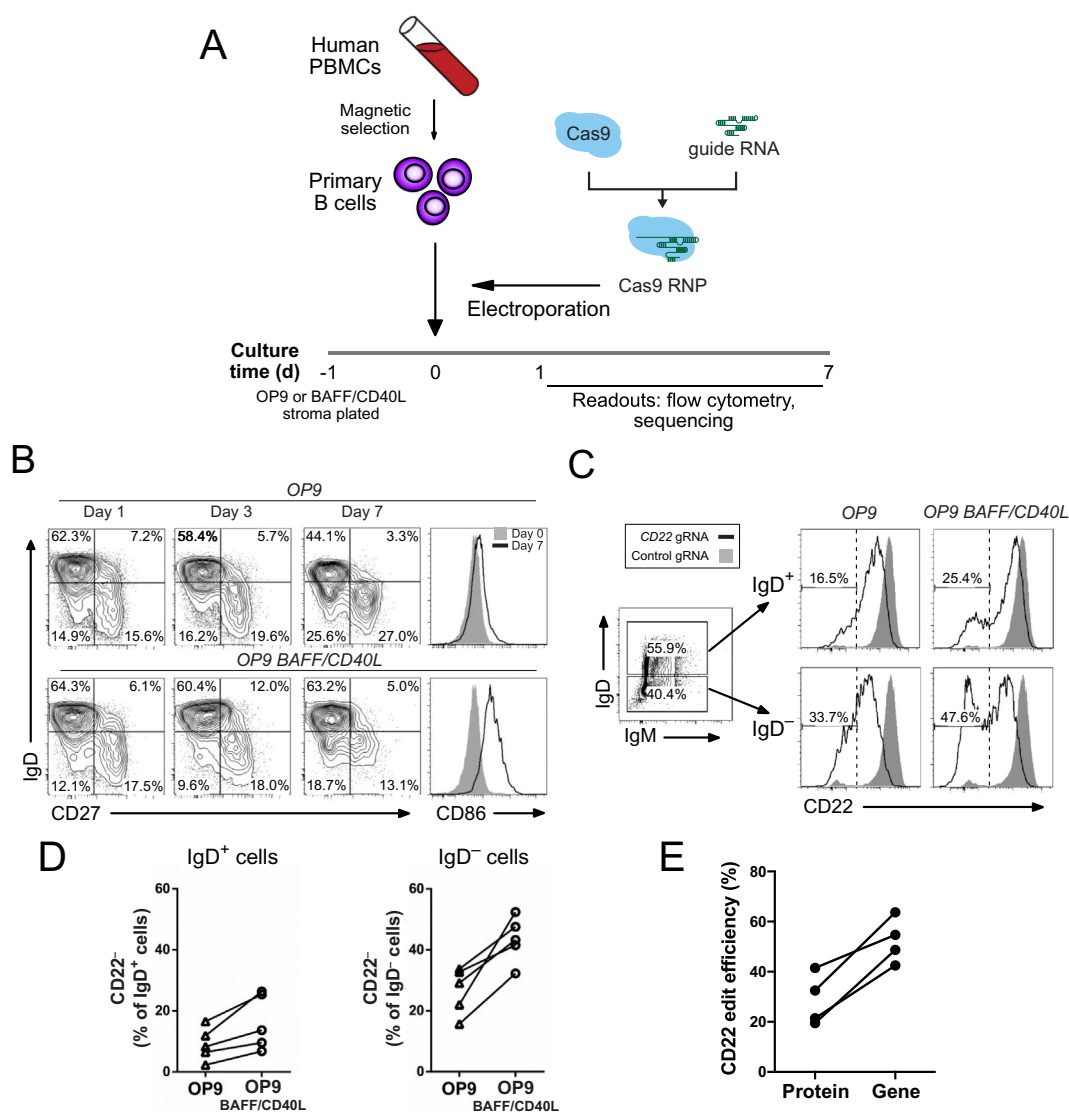 A
Human
PBMCs
Magnetic
selection
Primary
B cells
Cas9
guide RNA
Cas9 RNP
Electroporation
Culture
time (d)
-1
0
1
7
OP9 or BAFF/CD40L
stroma plated
Readouts: flow cytometry,
sequencing
B
OP9
Day 1
Day 3
Day 7
62.3%
7.2%
58.4%
5.7%
44.1%
3.3%
Day 0
Day 7
14.9%
15.6%
16.2%
19.6%
25.6%
27.0%
OP9 BAFF/CD40L
64.3%
6.1%
60.4%
12.0%
63.2%
5.0%
12.1%
17.5%
9.6%
18.0%
18.7%
13.1%
IgD
CD27
CD86
C
OP9
OP9 BAFF/CD40L
CD22 gRNA
Control gRNA
IgD+
16.5%
25.4%
55.9%
40.4%
IgD
IgM
IgD–
33.7%
47.6%
CD22
D
IgD+ cells
CD22–
(% of IgD+ cells)
60
40
20
0
OP9
OP9
BAFF/CD40L
IgD– cells
CD22–
(% of IgD– cells)
60
40
20
0
OP9
OP9
BAFF/CD40L
E
CD22 edit efficiency (%)
80
60
40
20
0
Protein
Gene